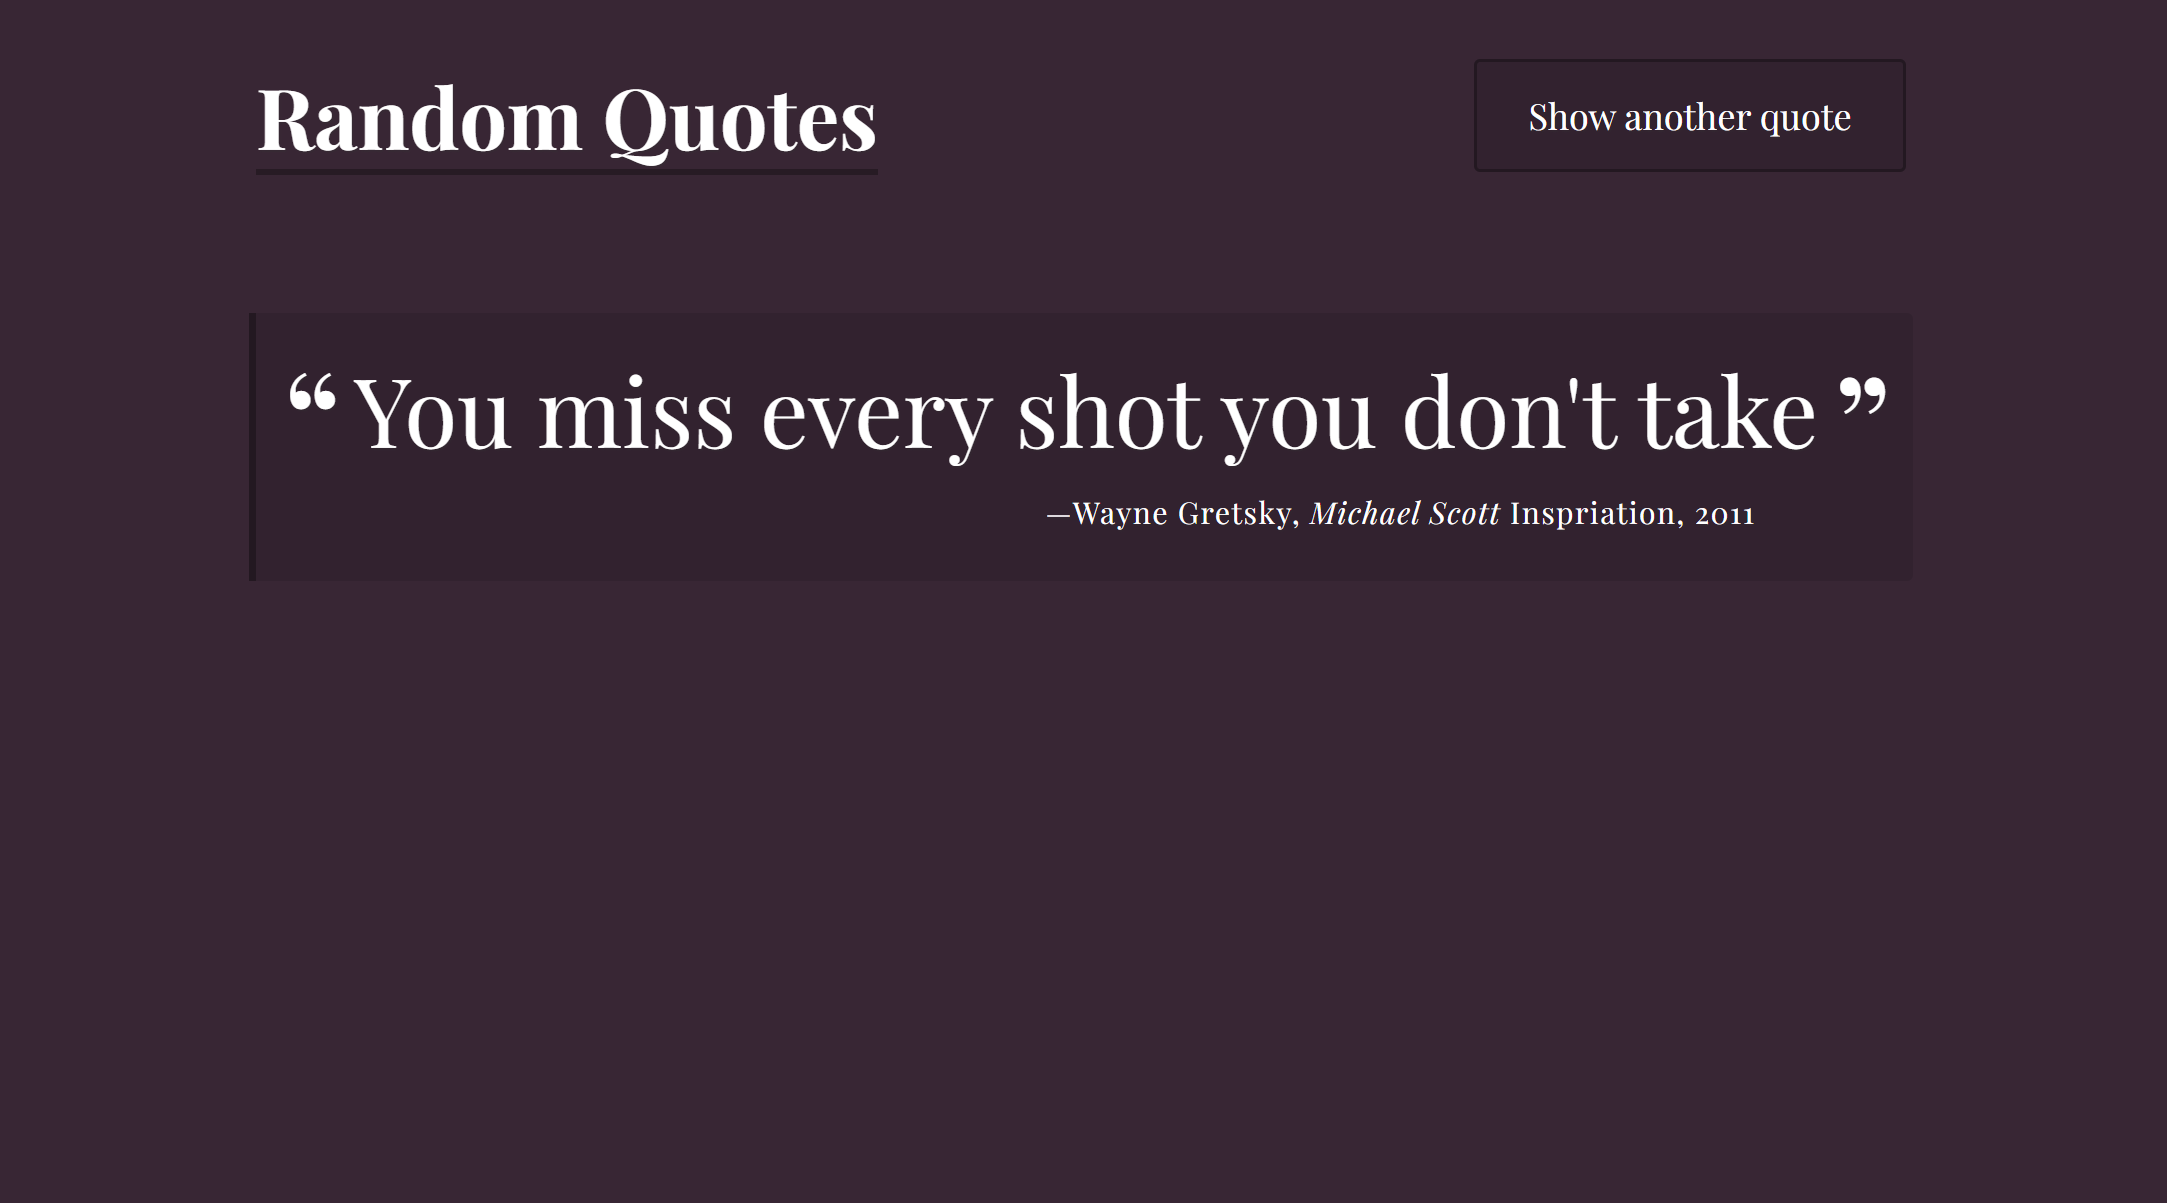 Random Quotes
Show another quote
“ You miss every shot you don't take ”
—Wayne Gretsky, Michael Scott Inspriation, 2011